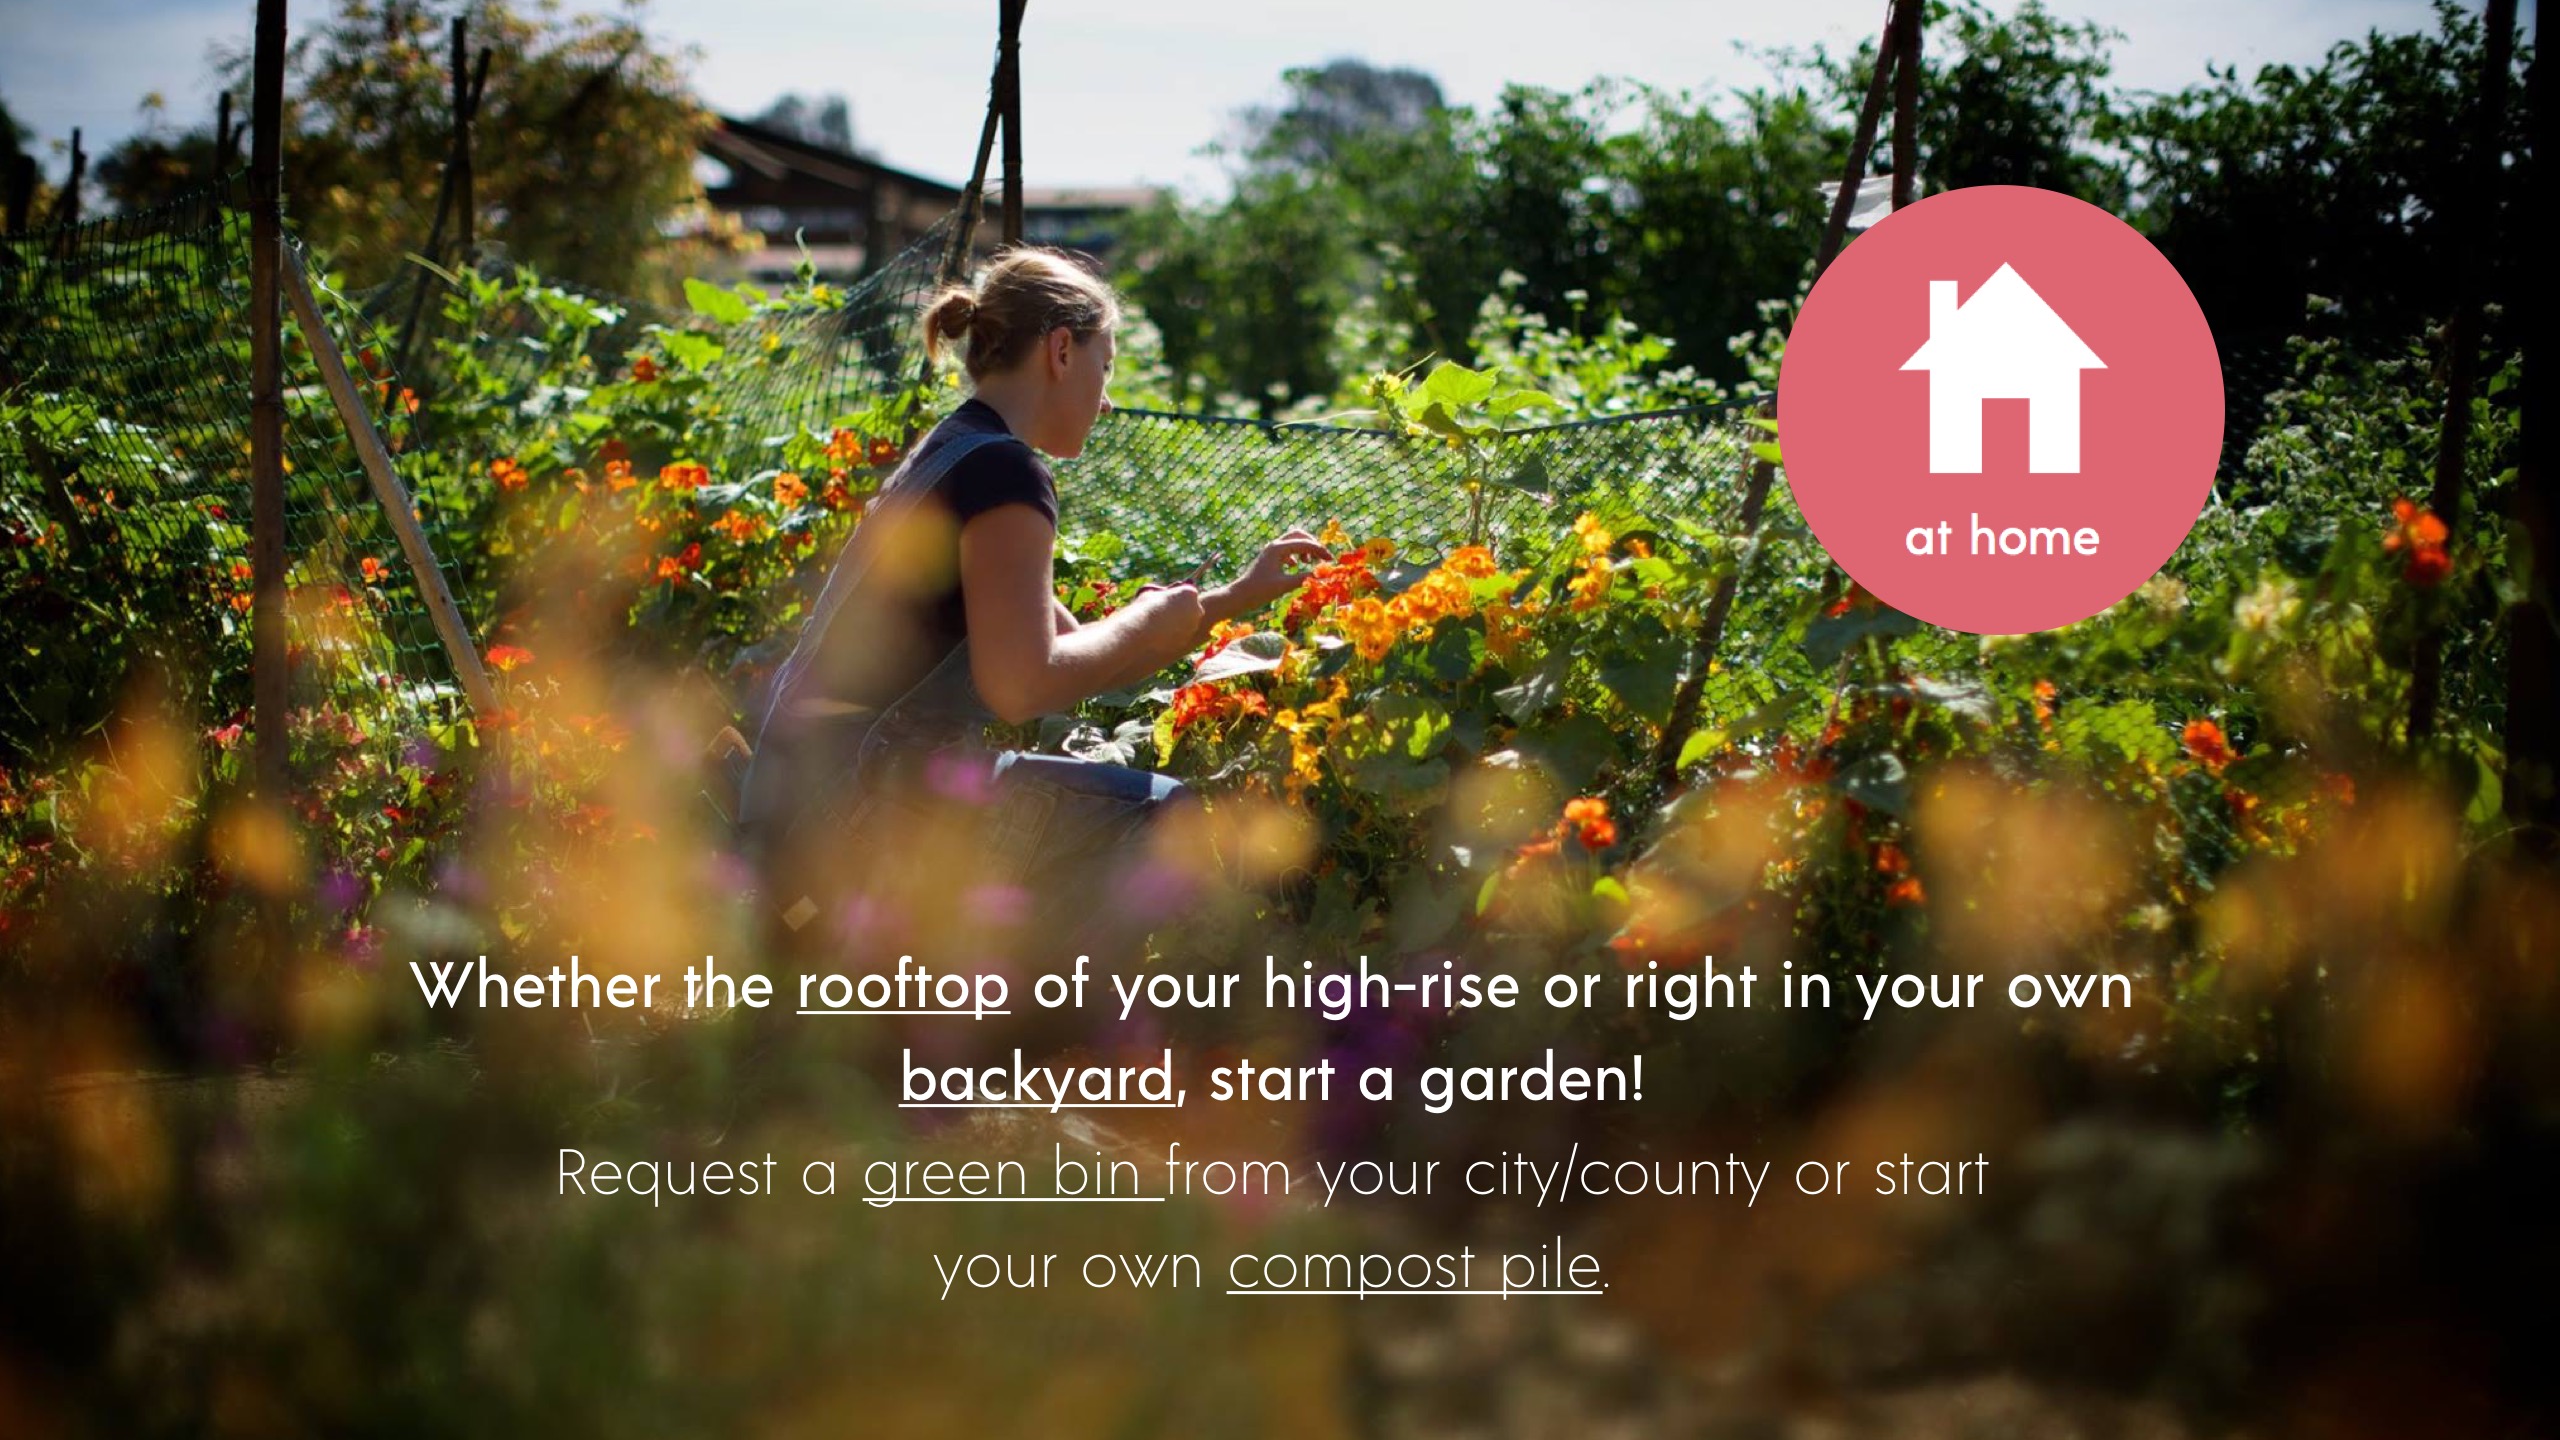 at home
Whether the rooftop of your high-rise or right in your own
backyard, start a garden!
Request a green bin from your city/county or start
your own compost pile.